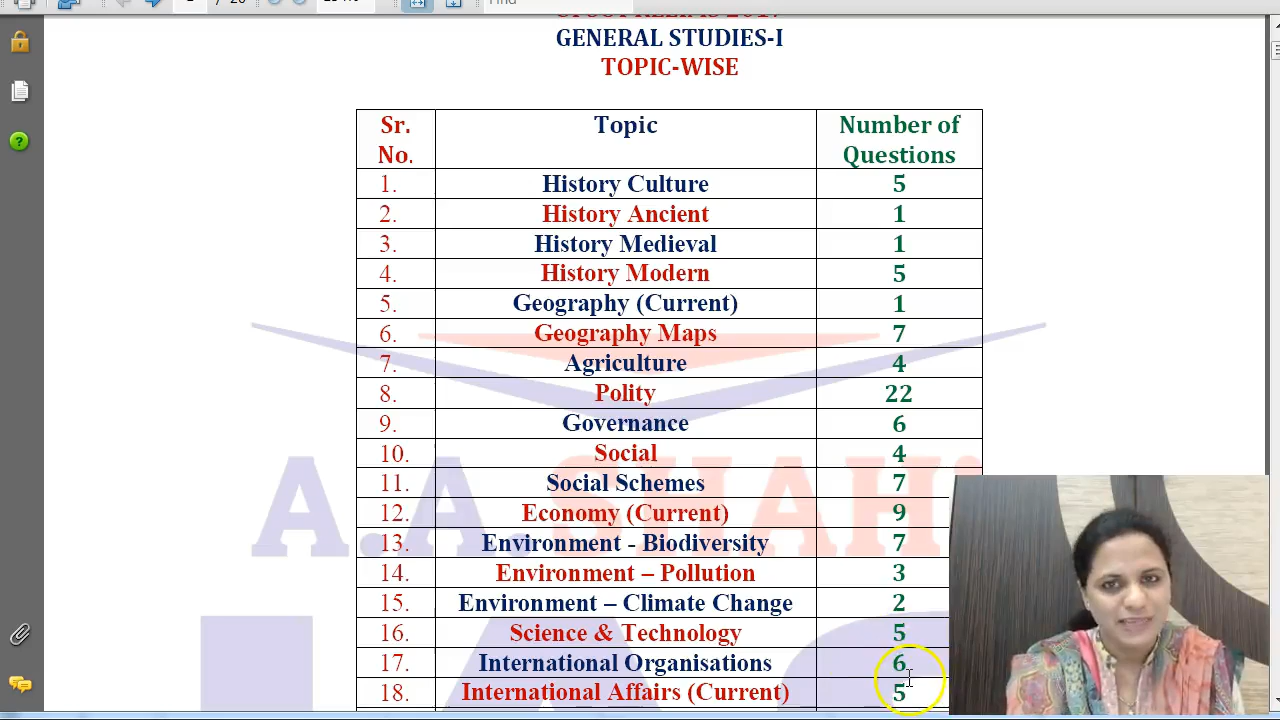 Find
GENERAL STUDIES-I
TOPIC-WISE
Sr. No. Topic Number of Questions
1. History Culture 5
2. History Ancient 1
3. History Medieval 1
4. History Modern 5
5. Geography (Current) 1
6. Geography Maps 7
7. Agriculture 4
8. Polity 22
9. Governance 6
10. Social 4
11. Social Schemes 7
12. Economy (Current) 9
13. Environment - Biodiversity 7
14. Environment – Pollution 3
15. Environment – Climate Change 2
16. Science & Technology 5
17. International Organisations 6
18. International Affairs (Current) 5
A.A.SHAH
IAS